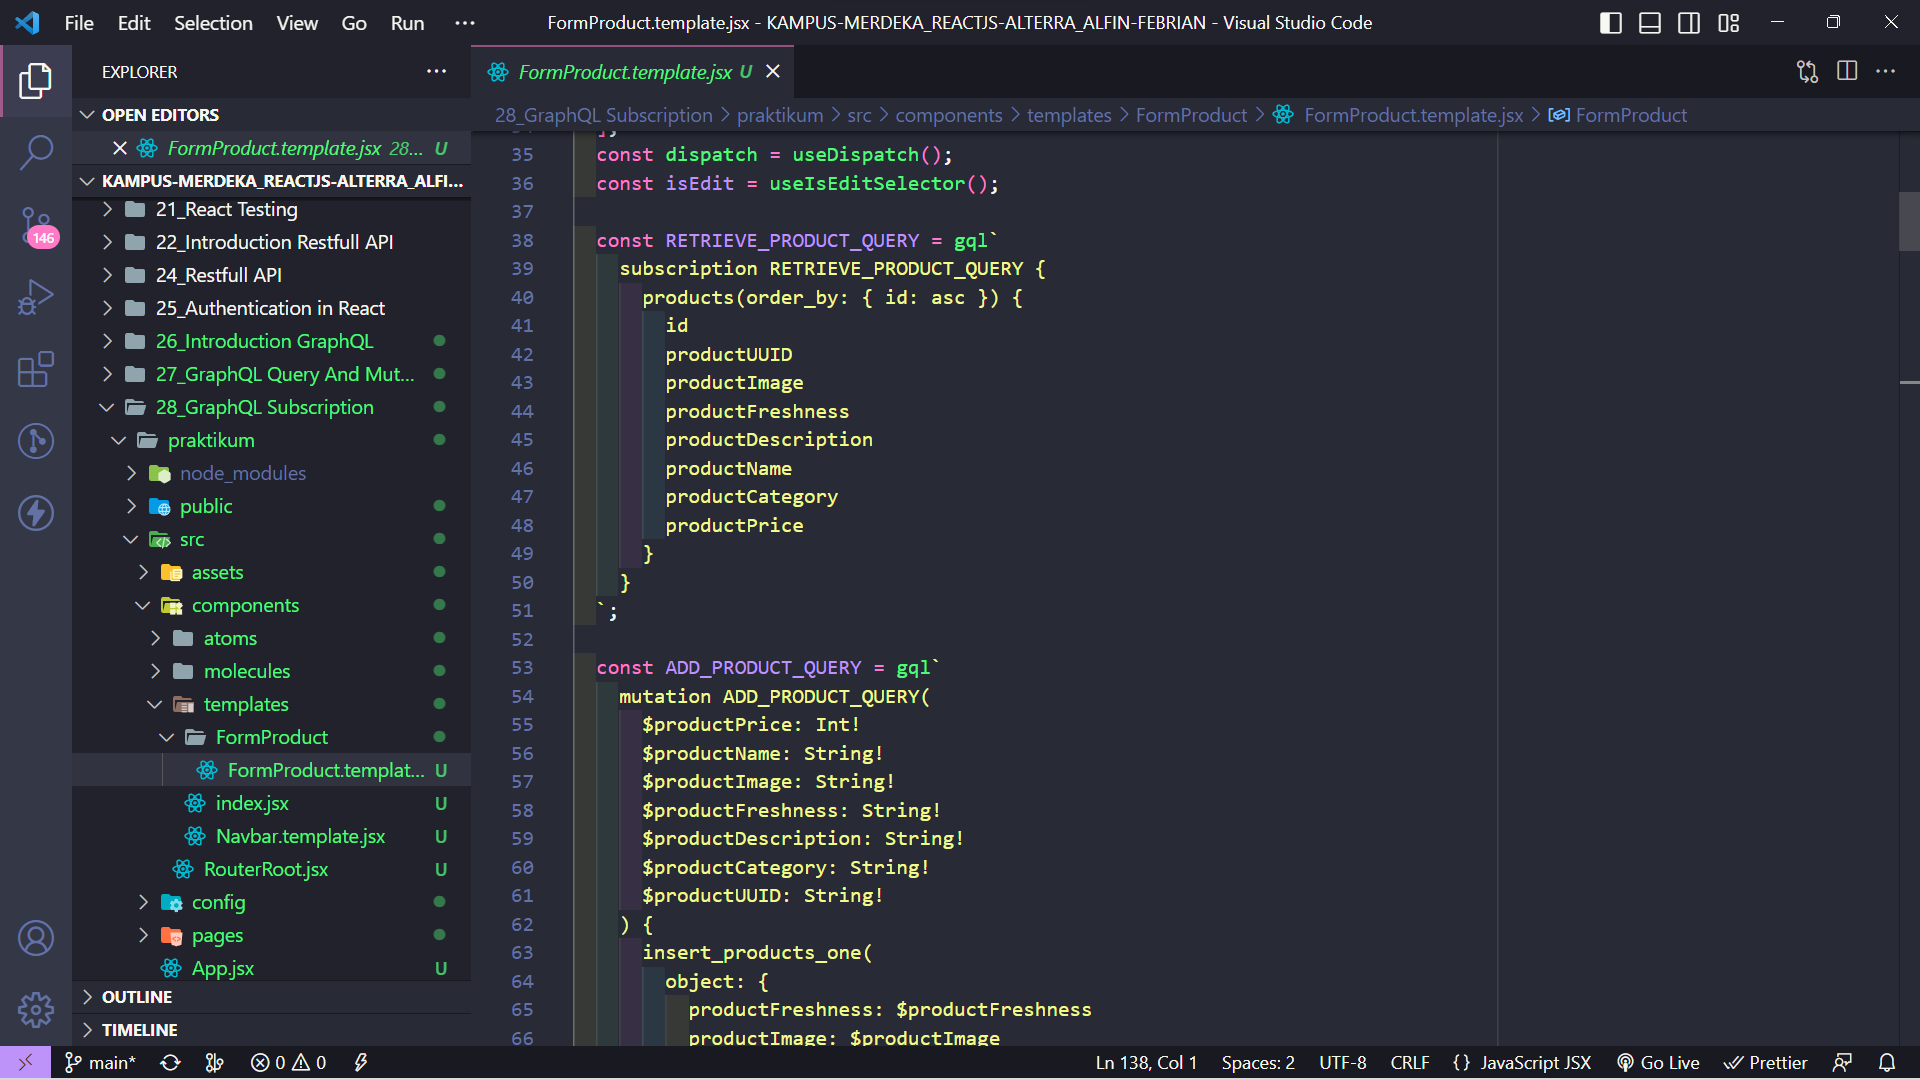 File Edit Selection View Go Run ···
FormProduct.template.jsx - KAMPUS-MERDEKA_REACTJS-ALTERRA_ALFIN-FEBRIAN - Visual Studio Code
EXPLORER
OPEN EDITORS
FormProduct.template.jsx 28... U
KAMPUS-MERDEKA_REACTJS-ALTERRA_ALFI...
21_React Testing
22_Introduction Restfull API
24_Restfull API
25_Authentication in React
26_Introduction GraphQL
27_GraphQL Query And Mut...
28_GraphQL Subscription
praktikum
node_modules
public
src
assets
components
atoms
molecules
templates
FormProduct
FormProduct.templat... U
index.jsx U
Navbar.template.jsx U
RouterRoot.jsx U
config
pages
App.jsx U
OUTLINE
TIMELINE
146
FormProduct.template.jsx U
28_GraphQL Subscription > praktikum > src > components > templates > FormProduct > FormProduct.template.jsx > FormProduct
34 ];
35 const dispatch = useDispatch();
36 const isEdit = useIsEditSelector();
37
38 const RETRIEVE_PRODUCT_QUERY = gql`
39 subscription RETRIEVE_PRODUCT_QUERY {
40 products(order_by: { id: asc }) {
41 id
42 productUUID
43 productImage
44 productFreshness
45 productDescription
46 productName
47 productCategory
48 productPrice
49 }
50 }
51 `;
52
53 const ADD_PRODUCT_QUERY = gql`
54 mutation ADD_PRODUCT_QUERY(
55 $productPrice: Int!
56 $productName: String!
57 $productImage: String!
58 $productFreshness: String!
59 $productDescription: String!
60 $productCategory: String!
61 $productUUID: String!
62 ) {
63 insert_products_one(
64 object: {
65 productFreshness: $productFreshness
66 productImage: $productImage
main* 0 0 Ln 138, Col 1 Spaces: 2 UTF-8 CRLF {} JavaScript JSX Go Live Prettier